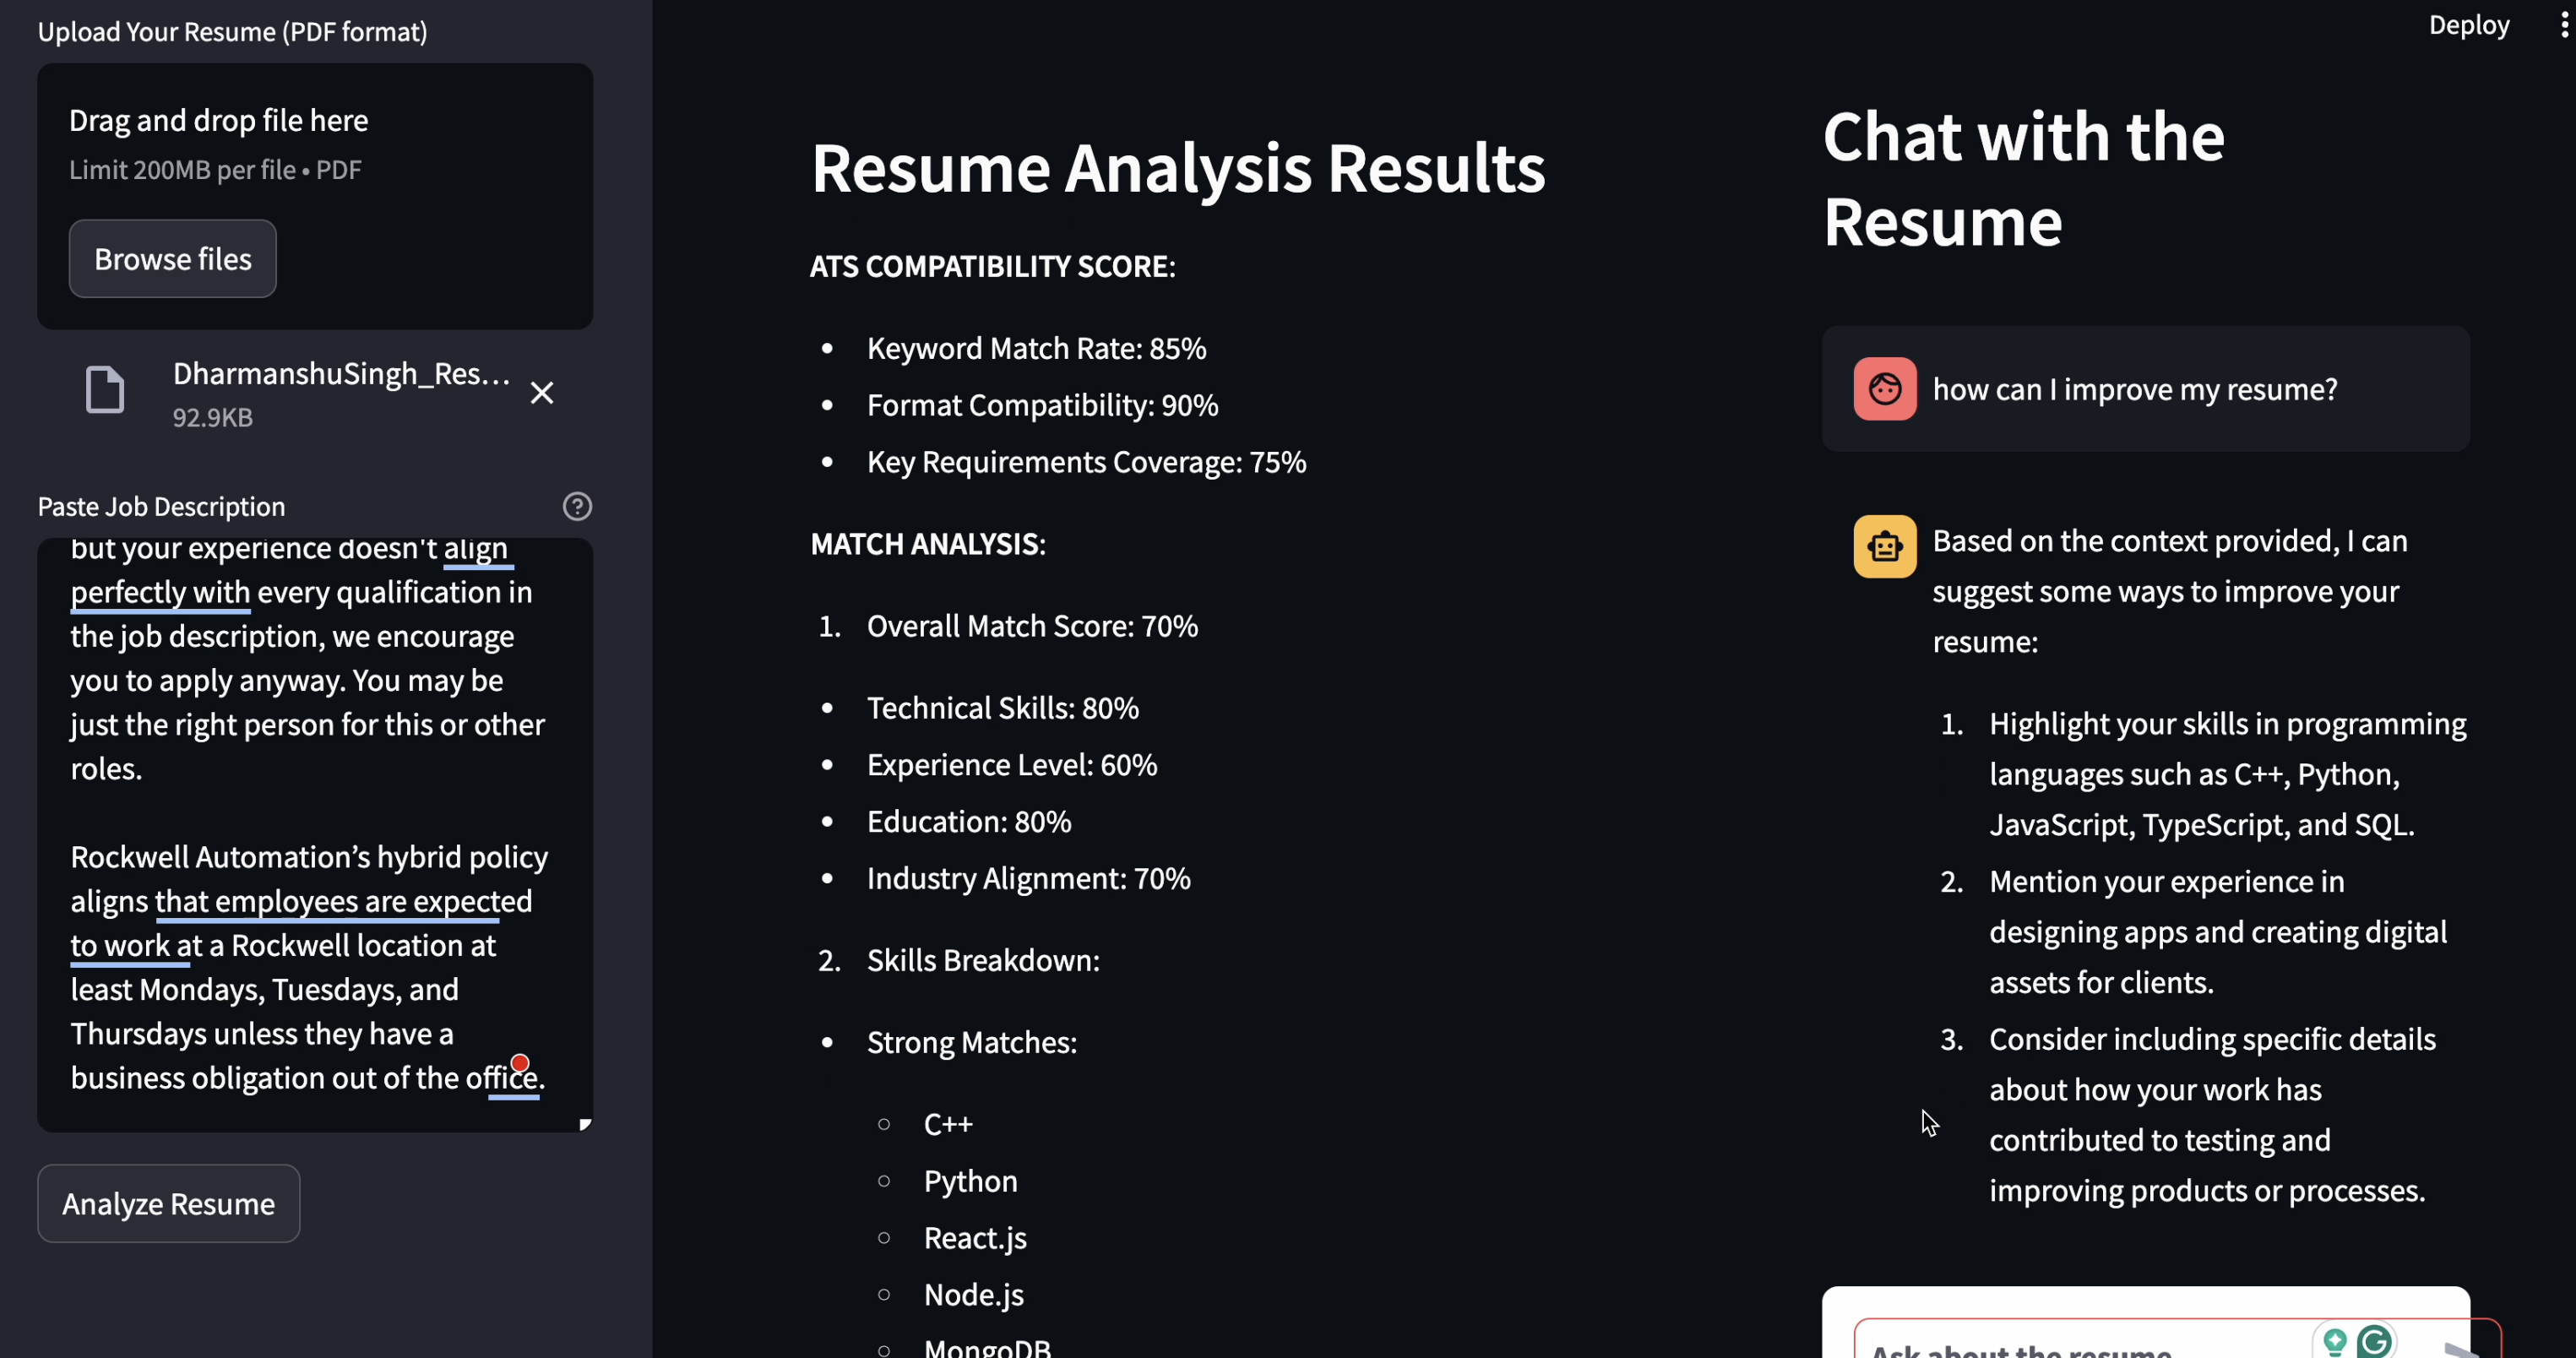 Upload Your Resume (PDF format)
Drag and drop file here
Limit 200MB per file • PDF
Browse files
DharmanshuSingh_Res...
92.9KB
Paste Job Description
but your experience doesn't align
perfectly with every qualification in
the job description, we encourage
you to apply anyway. You may be
just the right person for this or other
roles.
Rockwell Automation’s hybrid policy
aligns that employees are expected
to work at a Rockwell location at
least Mondays, Tuesdays, and
Thursdays unless they have a
business obligation out of the office.
Analyze Resume
Deploy
Resume Analysis Results
ATS COMPATIBILITY SCORE:
• Keyword Match Rate: 85%
• Format Compatibility: 90%
• Key Requirements Coverage: 75%
MATCH ANALYSIS:
1. Overall Match Score: 70%
• Technical Skills: 80%
• Experience Level: 60%
• Education: 80%
• Industry Alignment: 70%
2. Skills Breakdown:
• Strong Matches:
○ C++
○ Python
○ React.js
○ Node.js
○ MongoDB
Chat with the
Resume
how can I improve my resume?
Based on the context provided, I can
suggest some ways to improve your
resume:
1. Highlight your skills in programming
languages such as C++, Python,
JavaScript, TypeScript, and SQL.
2. Mention your experience in
designing apps and creating digital
assets for clients.
3. Consider including specific details
about how your work has
contributed to testing and
improving products or processes.
Ask about the resume